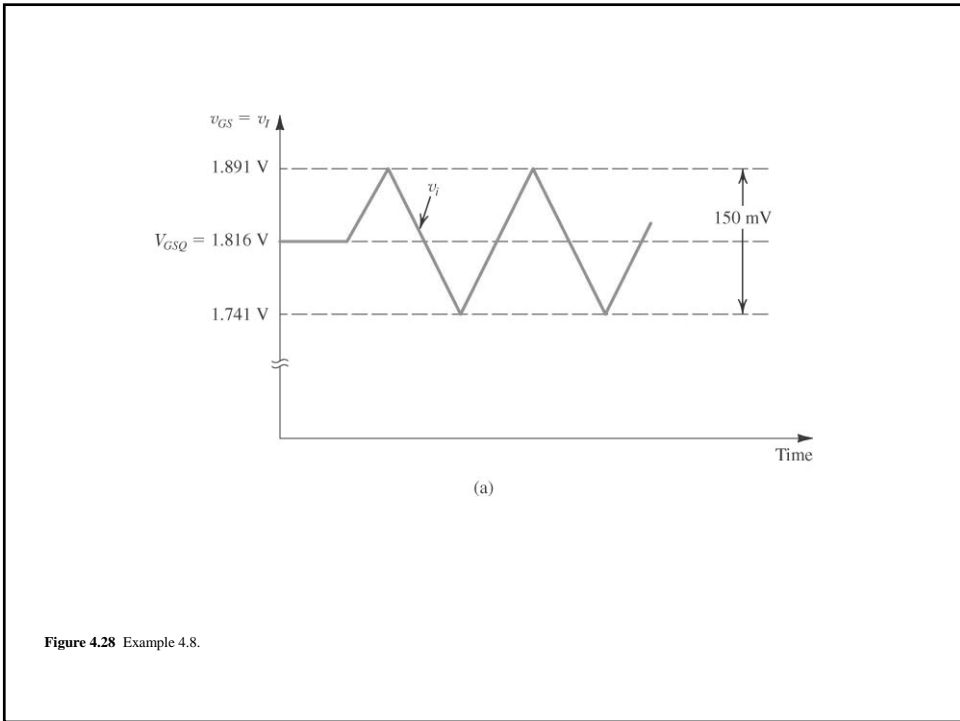 v_GS = v_I
1.891 V
v_i
150 mV
V_GSQ = 1.816 V
1.741 V
Time
(a)
Figure 4.28 Example 4.8.